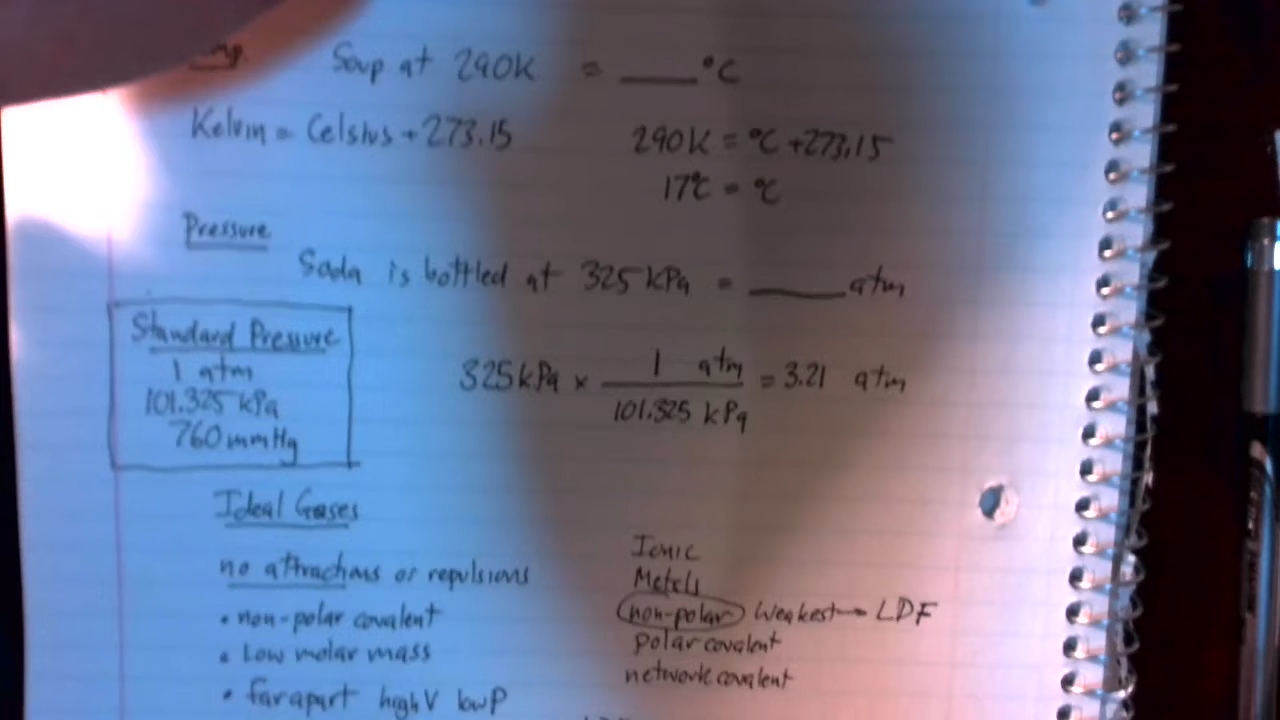 Soup at 290K = ____°C
Kelvin = Celsius + 273.15
290K = °C + 273.15
17°C = °C
Pressure
Soda is bottled at 325 kPa = ____ atm
Standard Pressure
1 atm
101.325 kPa
760 mmHg
325 kPa × 1 atm / 101.325 kPa = 3.21 atm
Ideal Gases
no attractions or repulsions
• non-polar covalent
• Low molar mass
• far apart high V low P
Ionic
Metals
non-polar Weakest → LDF
polar covalent
network covalent